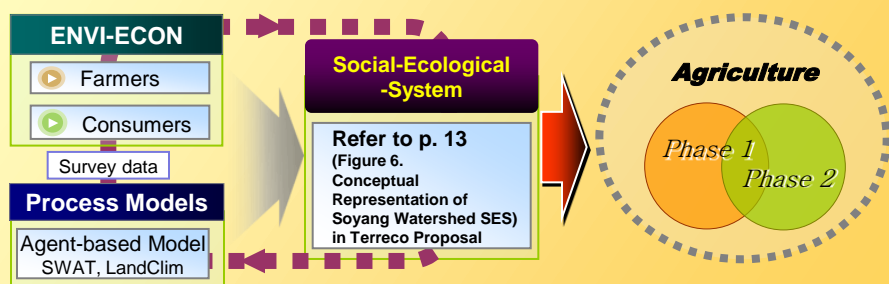 ENVI-ECON
Farmers
Consumers
Survey data
Process Models
Agent-based Model
SWAT, LandClim
Social-Ecological
-System
Refer to p. 13
(Figure 6.
Conceptual
Representation of
Soyang Watershed SES)
in Terreco Proposal
Agriculture
Phase 1
Phase 2